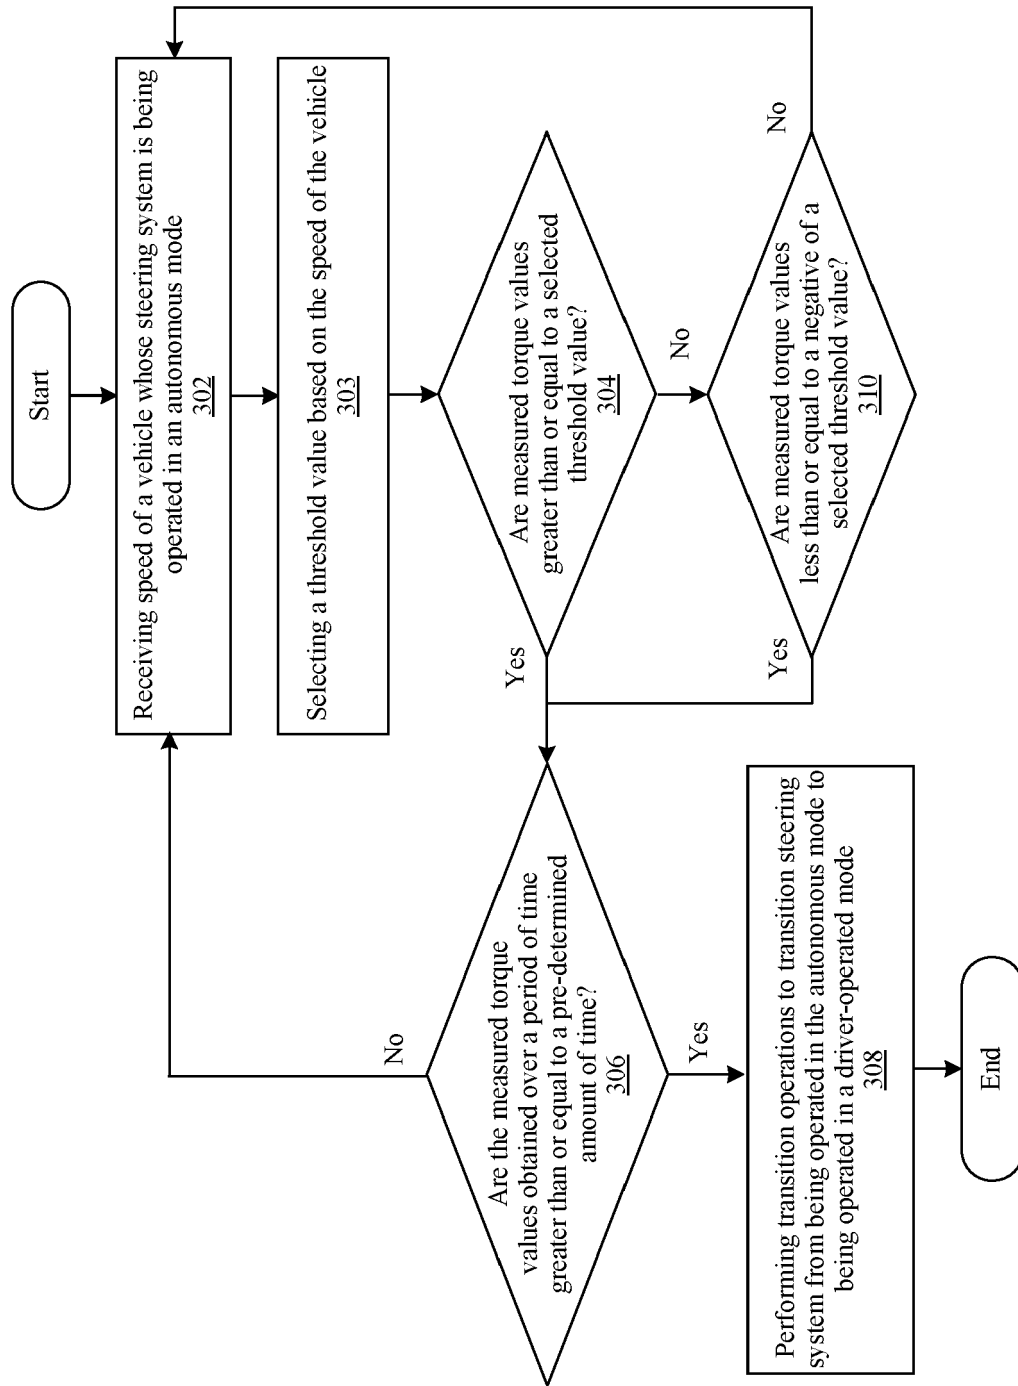 Start
Receiving speed of a vehicle whose steering system is being
operated in an autonomous mode
302
Selecting a threshold value based on the speed of the vehicle
303
Are measured torque values
greater than or equal to a selected
threshold value?
304
Yes
No
Are measured torque values
less than or equal to a negative of a
selected threshold value?
310
Yes
No
Are the measured torque
values obtained over a period of time
greater than or equal to a pre-determined
amount of time?
306
No
Yes
Performing transition operations to transition steering
system from being operated in the autonomous mode to
being operated in a driver-operated mode
308
End